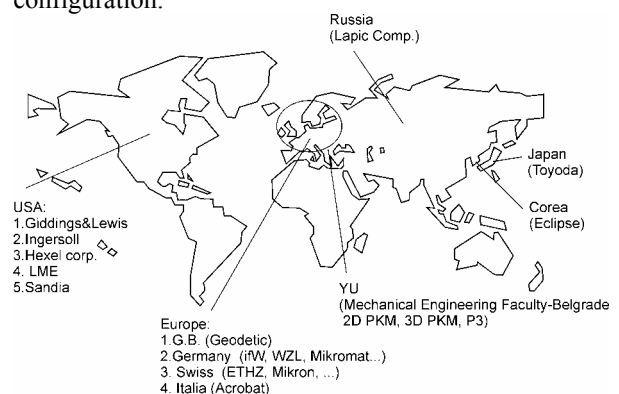 configuration.
Russia
(Lapic Comp.)
Japan
(Toyoda)
Corea
(Eclipse)
USA:
1.Giddings&Lewis
2.Ingersoll
3.Hexel corp.
4. LME
5.Sandia
YU
(Mechanical Engineering Faculty-Belgrade
2D PKM, 3D PKM, P3)
Europe:
1.G.B. (Geodetic)
2.Germany (ifW, WZL, Mikromat...)
3. Swiss (ETHZ, Mikron, ...)
4. Italia (Acrobat)